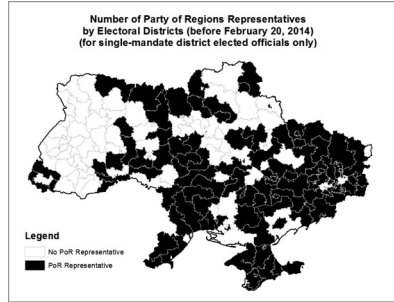 Number of Party of Regions Representatives
by Electoral Districts (before February 20, 2014)
(for single-mandate district elected officials only)
Legend
No PoR Representative
PoR Representative